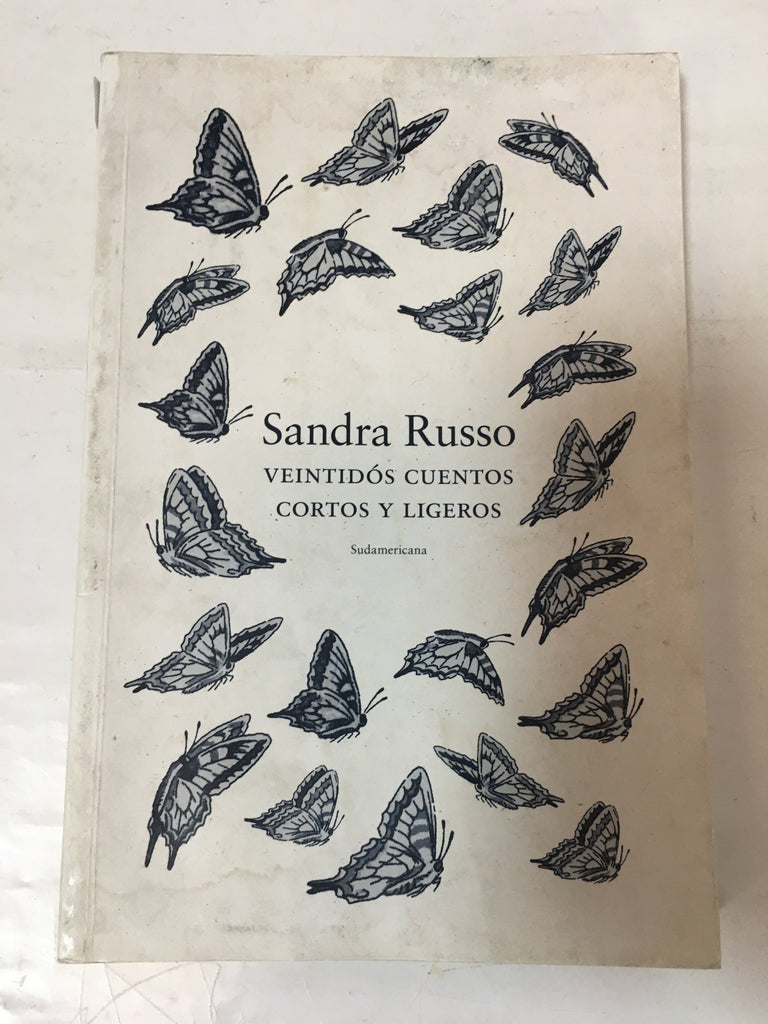 Sandra Russo
VEINTIDÓS CUENTOS
CORTOS Y LIGEROS
Sudamericana